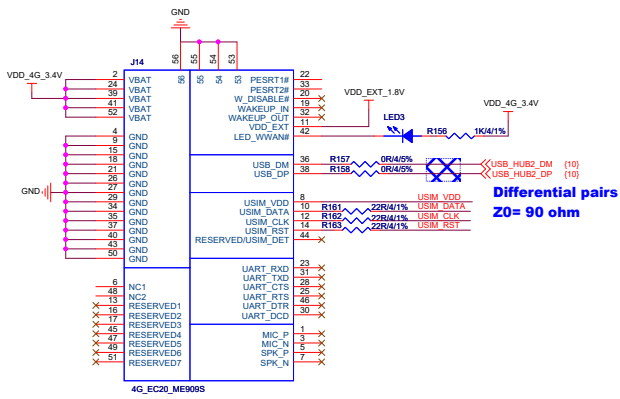 GND
J14
56
55
54
53
56
55
54
53
VDD_4G_3.4V
2 VBAT
24 VBAT
39 VBAT
41 VBAT
52 VBAT
GND
4 GND
9 GND
15 GND
18 GND
21 GND
26 GND
27 GND
29 GND
34 GND
35 GND
37 GND
40 GND
43 GND
50 GND
6 NC1
48 NC2
13 RESERVED1
16 RESERVED2
17 RESERVED3
45 RESERVED4
47 RESERVED5
49 RESERVED6
51 RESERVED7
PESRT1# 22
PESRT2# 33
W_DISABLE# 20
WAKEUP_IN 19
WAKEUP_OUT 32
VDD_EXT 11
LED_WWAN# 42
VDD_EXT_1.8V
LED3
VDD_4G_3.4V
R156 1K/4/1%
USB_DM 36 R157 0R/4/5% USB_HUB2_DM {10}
USB_DP 38 R158 0R/4/5% USB_HUB2_DP {10}
Differential pairs
Z0= 90 ohm
USIM_VDD 8 USIM_VDD
USIM_DATA 10 R161 22R/4/1% USIM_DATA
USIM_CLK 12 R162 22R/4/1% USIM_CLK
USIM_RST 14 R163 22R/4/1% USIM_RST
RESERVED/USIM_DET 44
UART_RXD 23
UART_TXD 31
UART_CTS 28
UART_RTS 25
UART_DTR 46
UART_DCD 30
MIC_P 1
MIC_N 3
SPK_P 5
SPK_N 7
4G_EC20_ME909S